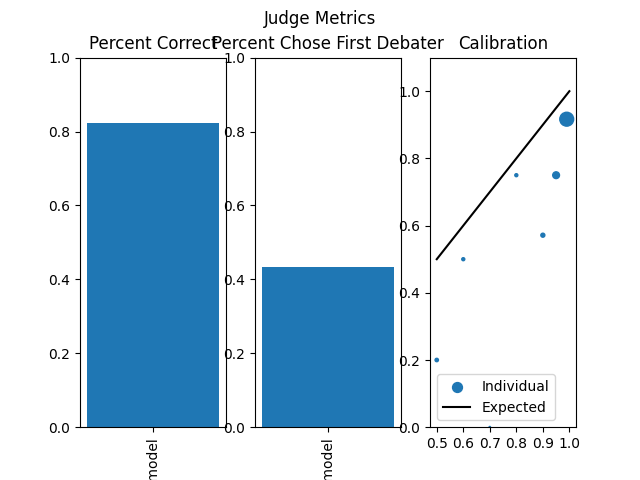 Judge Metrics
Percent Correct
Percent Chose First Debater
Calibration
1.0
0.8
0.6
0.4
0.2
0.0
model
1.0
0.8
0.6
0.4
0.2
0.0
model
1.0
0.8
0.6
0.4
0.2
0.0
0.5 0.6 0.7 0.8 0.9 1.0
Individual
Expected